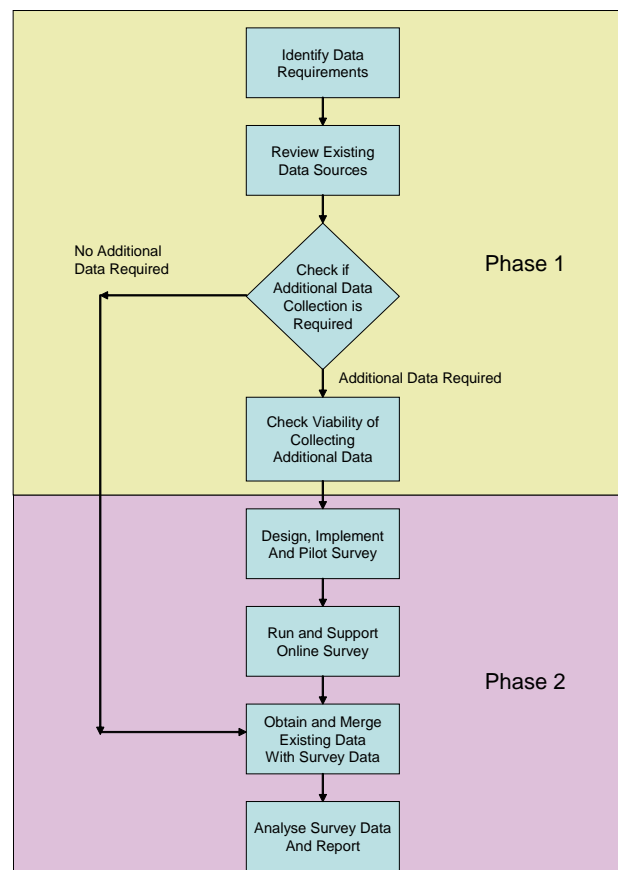 Identify Data
Requirements
Review Existing
Data Sources
No Additional
Data Required
Check if
Additional Data
Collection is
Required
Phase 1
Additional Data Required
Check Viability of
Collecting
Additional Data
Design, Implement
And Pilot Survey
Run and Support
Online Survey
Phase 2
Obtain and Merge
Existing Data
With Survey Data
Analyse Survey Data
And Report